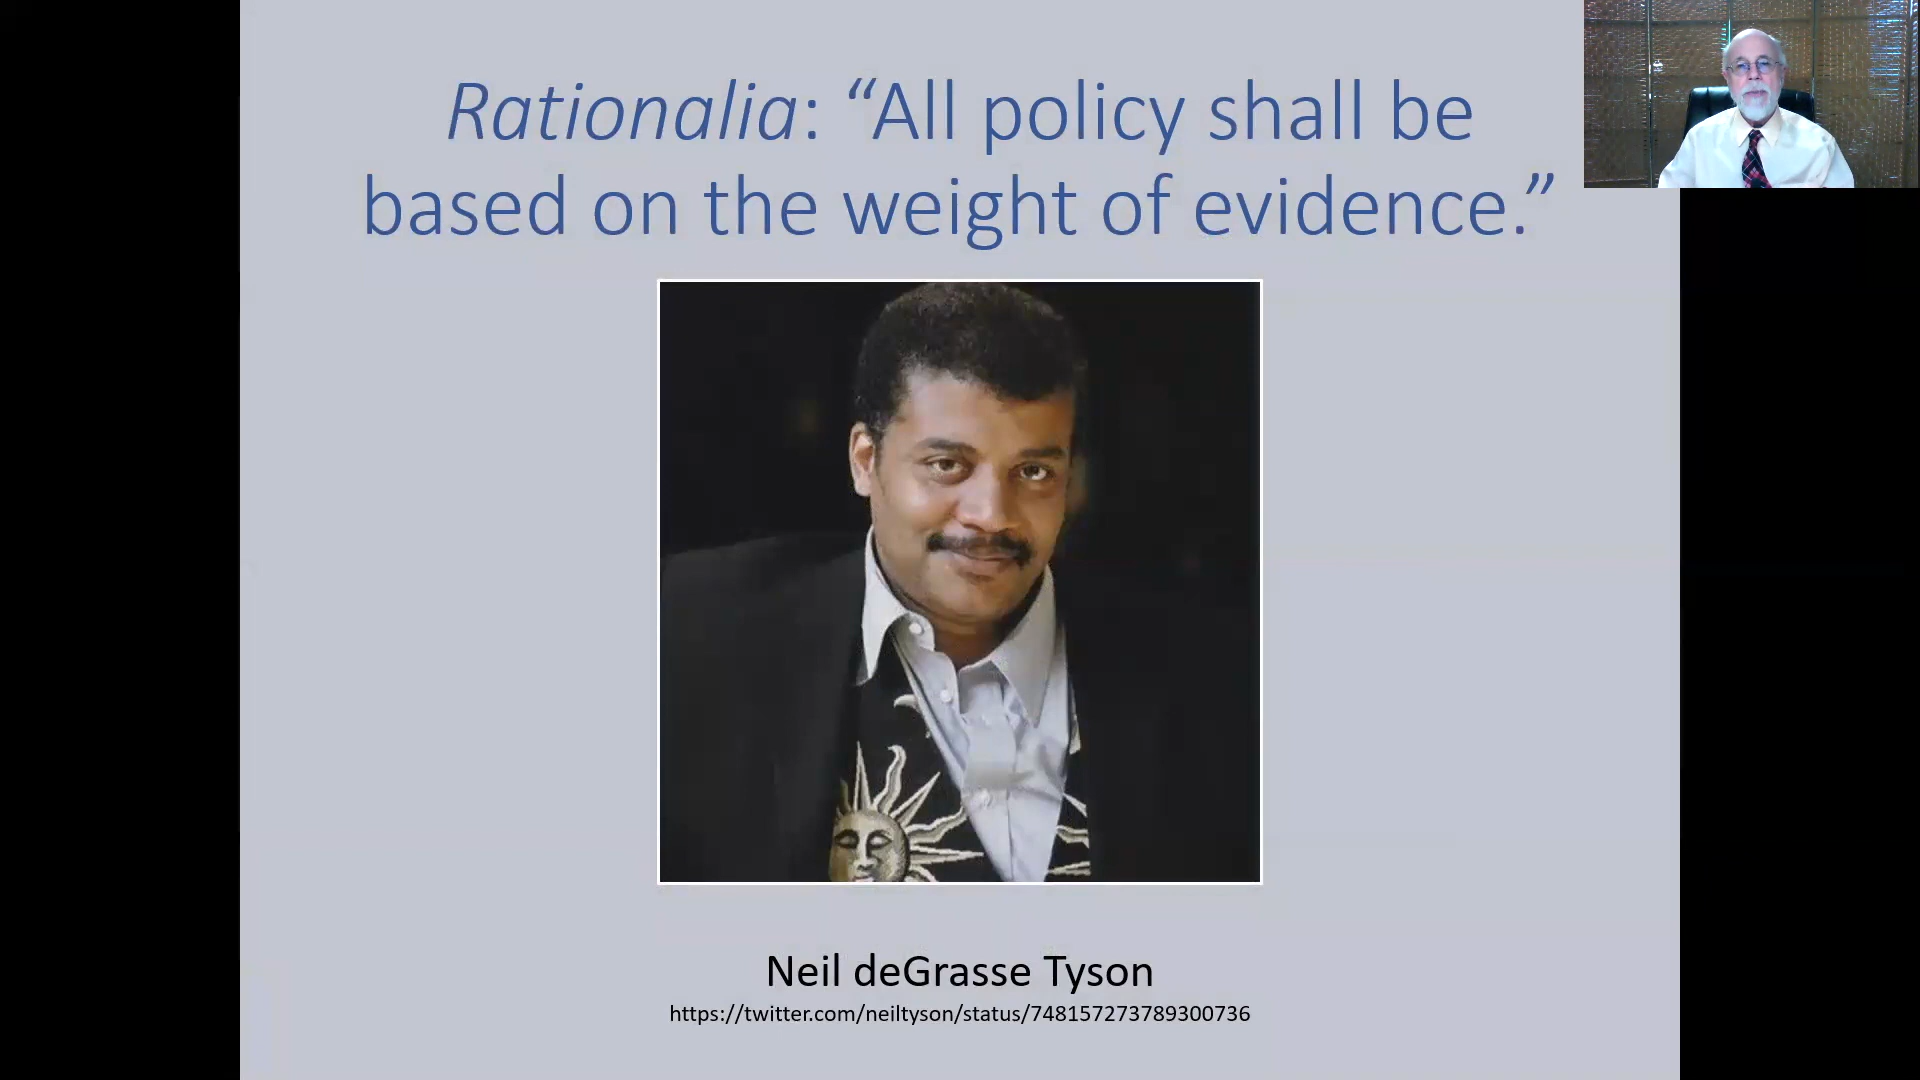 Rationalia: “All policy shall be
based on the weight of evidence.”
Neil deGrasse Tyson
https://twitter.com/neiltyson/status/748157273789300736